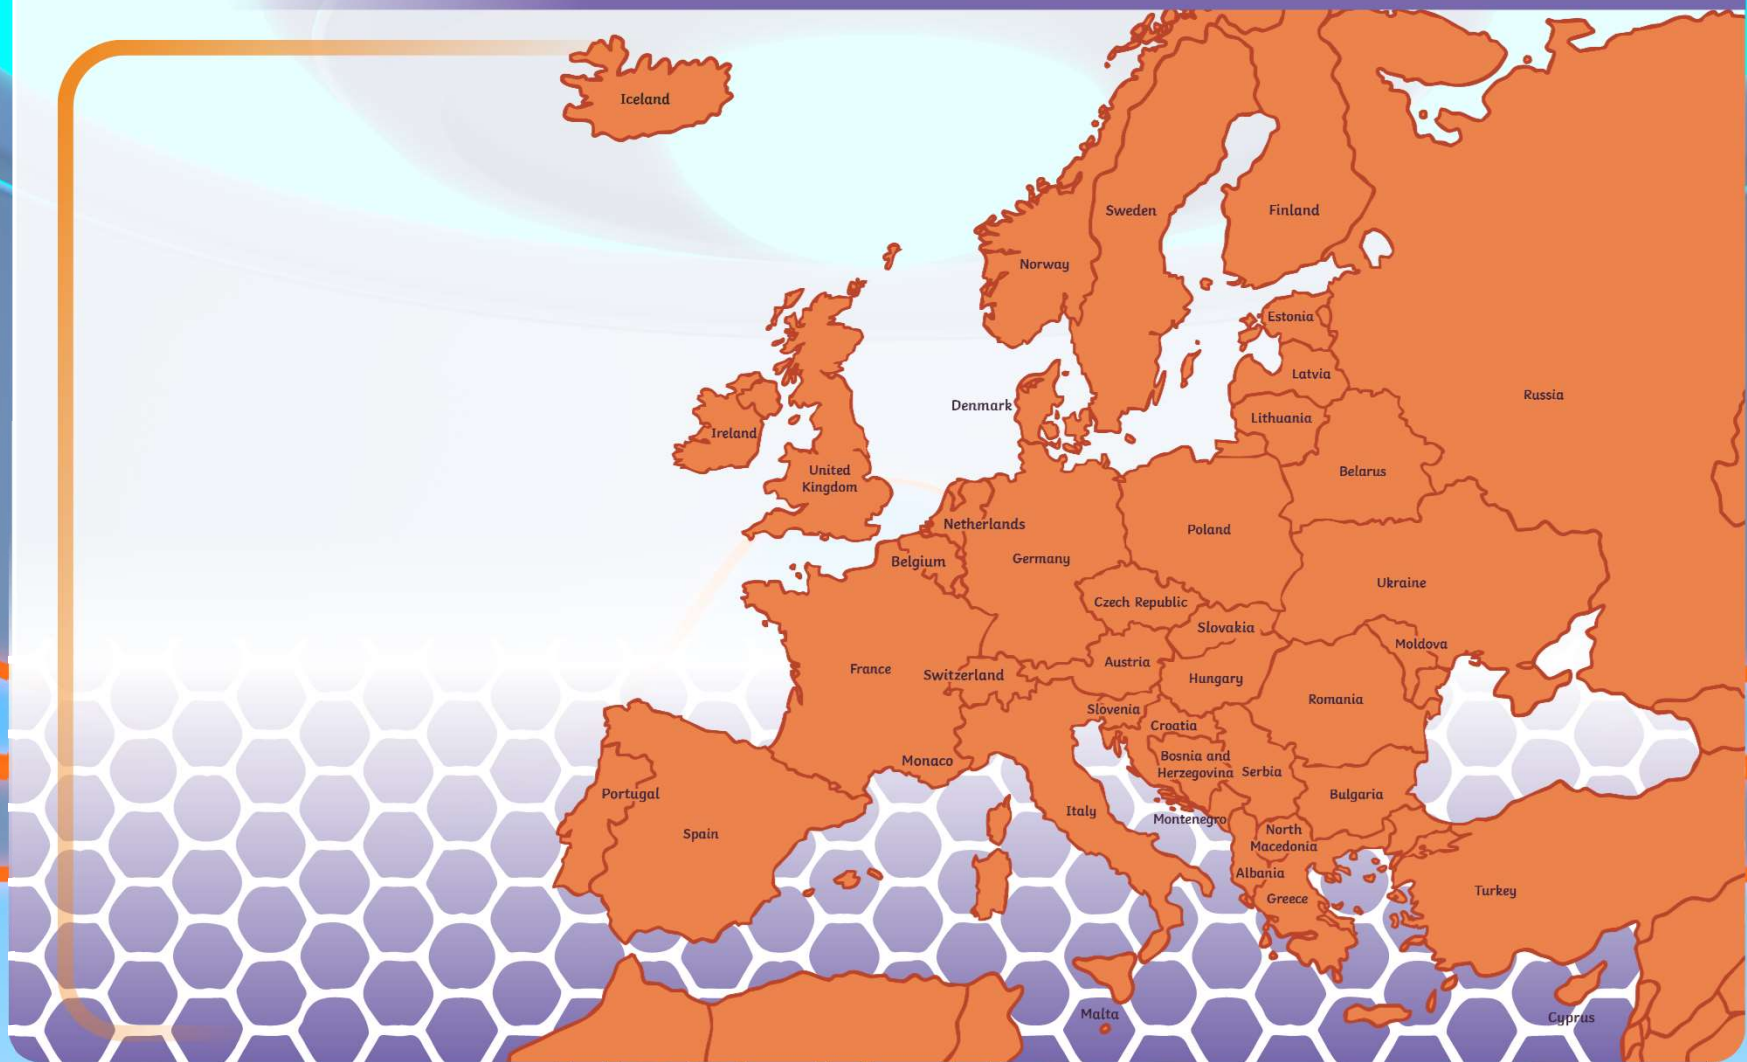 Iceland
Sweden
Finland
Norway
Estonia
Latvia
Russia
Denmark
Lithuania
Ireland
United
Kingdom
Belarus
Netherlands
Poland
Germany
Belgium
Ukraine
Czech Republic
Slovakia
Moldova
Austria
France
Switzerland
Hungary
Romania
Slovenia
Croatia
Monaco
Bosnia and
Herzegovina
Serbia
Portugal
Bulgaria
Italy
Montenegro
Spain
North
Macedonia
Albania
Turkey
Greece
Malta
Cyprus